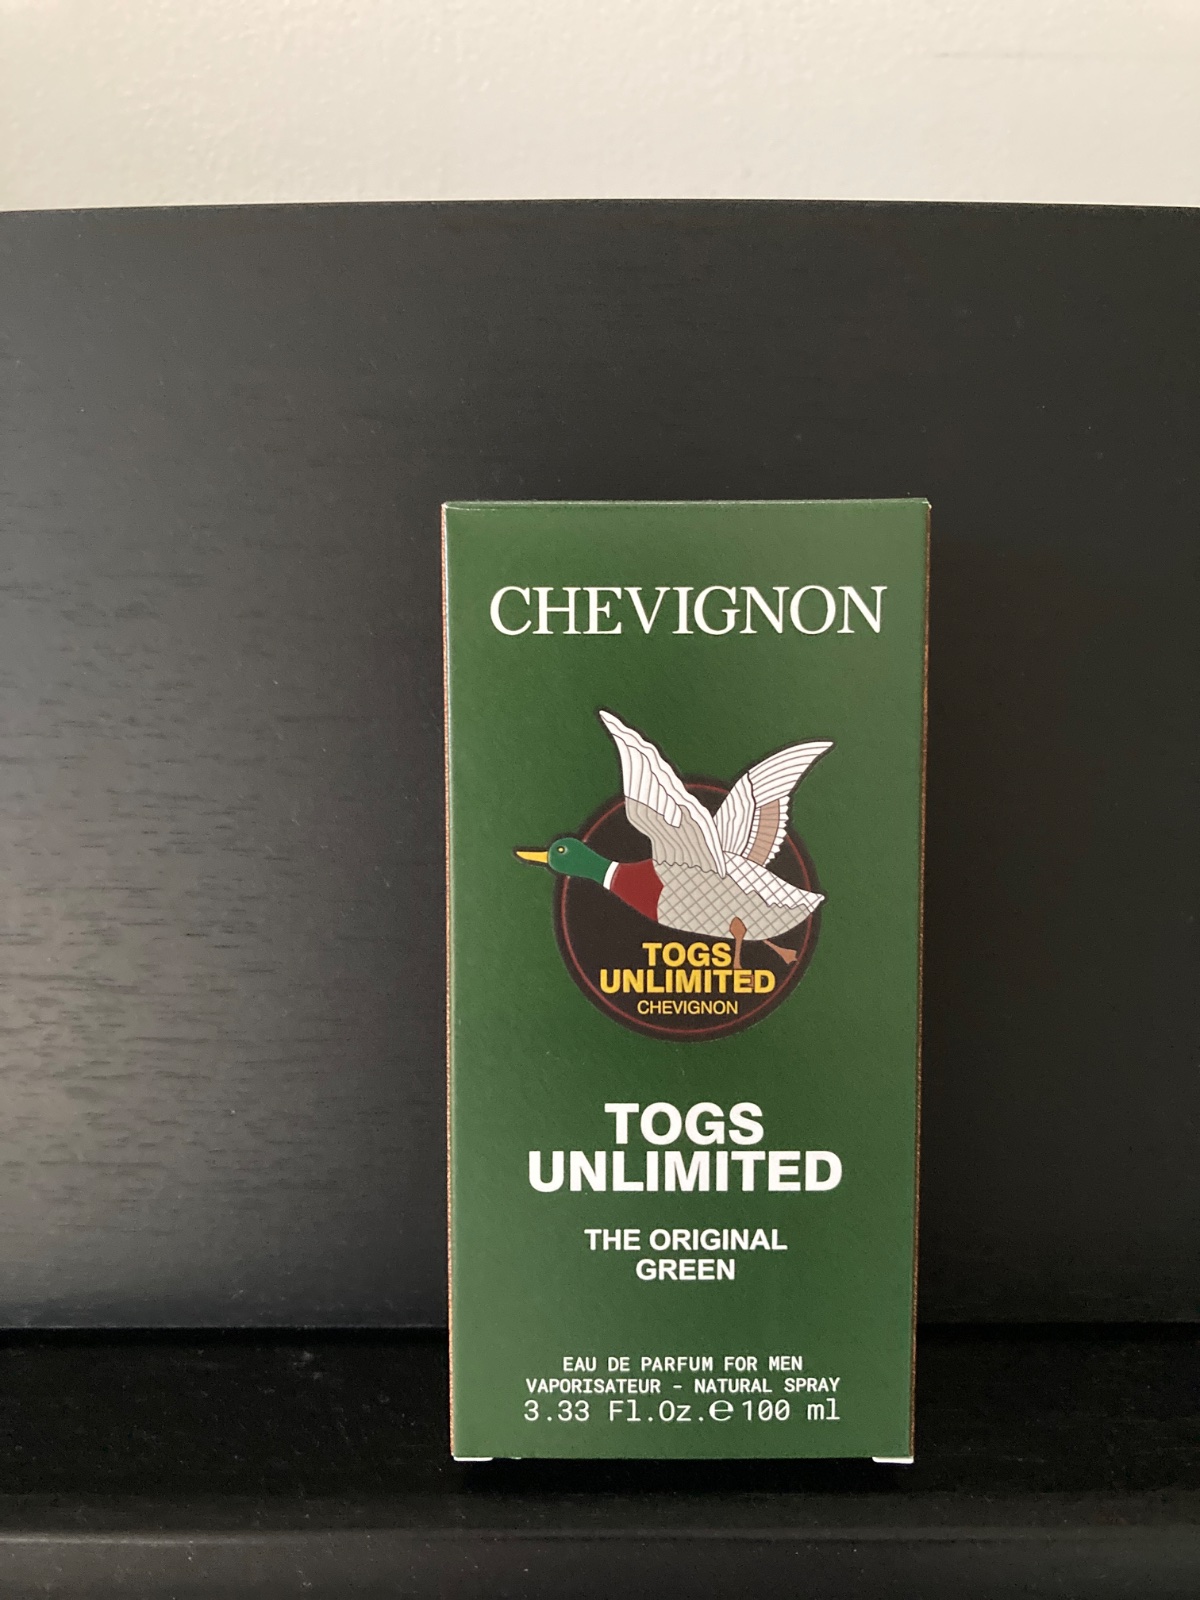 CHEVIGNON
TOGS
UNLIMITED
CHEVIGNON
TOGS
UNLIMITED
THE ORIGINAL
GREEN
EAU DE PARFUM FOR MEN
VAPORISATEUR - NATURAL SPRAY
3.33 Fl.Oz.℮100 ml